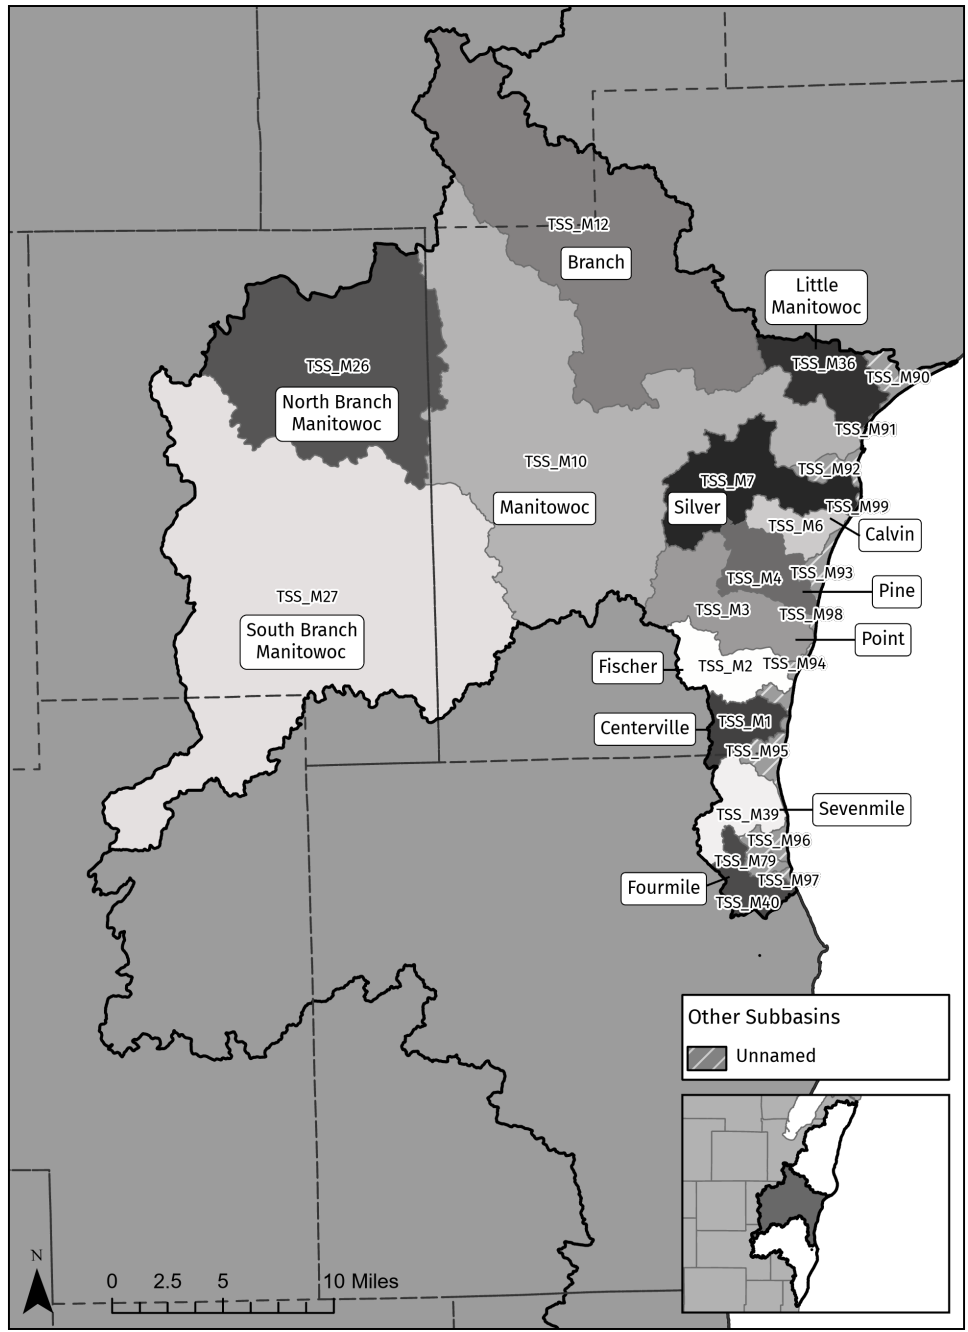 TSS_M12
Branch
Little
Manitowoc
TSS_M36
TSS_M90
TSS_M26
North Branch
Manitowoc
TSS_M91
TSS_M10
TSS_M92
TSS_M7
Silver
Manitowoc
TSS_M99
TSS_M6
Calvin
TSS_M93
TSS_M4
Pine
TSS_M27
TSS_M3
TSS_M98
South Branch
Manitowoc
Point
Fischer
TSS_M2
TSS_M94
Centerville
TSS_M1
TSS_M95
Sevenmile
TSS_M39
TSS_M96
TSS_M79
Fourmile
TSS_M97
TSS_M40
Other Subbasins
Unnamed
N
0 2.5 5 10 Miles